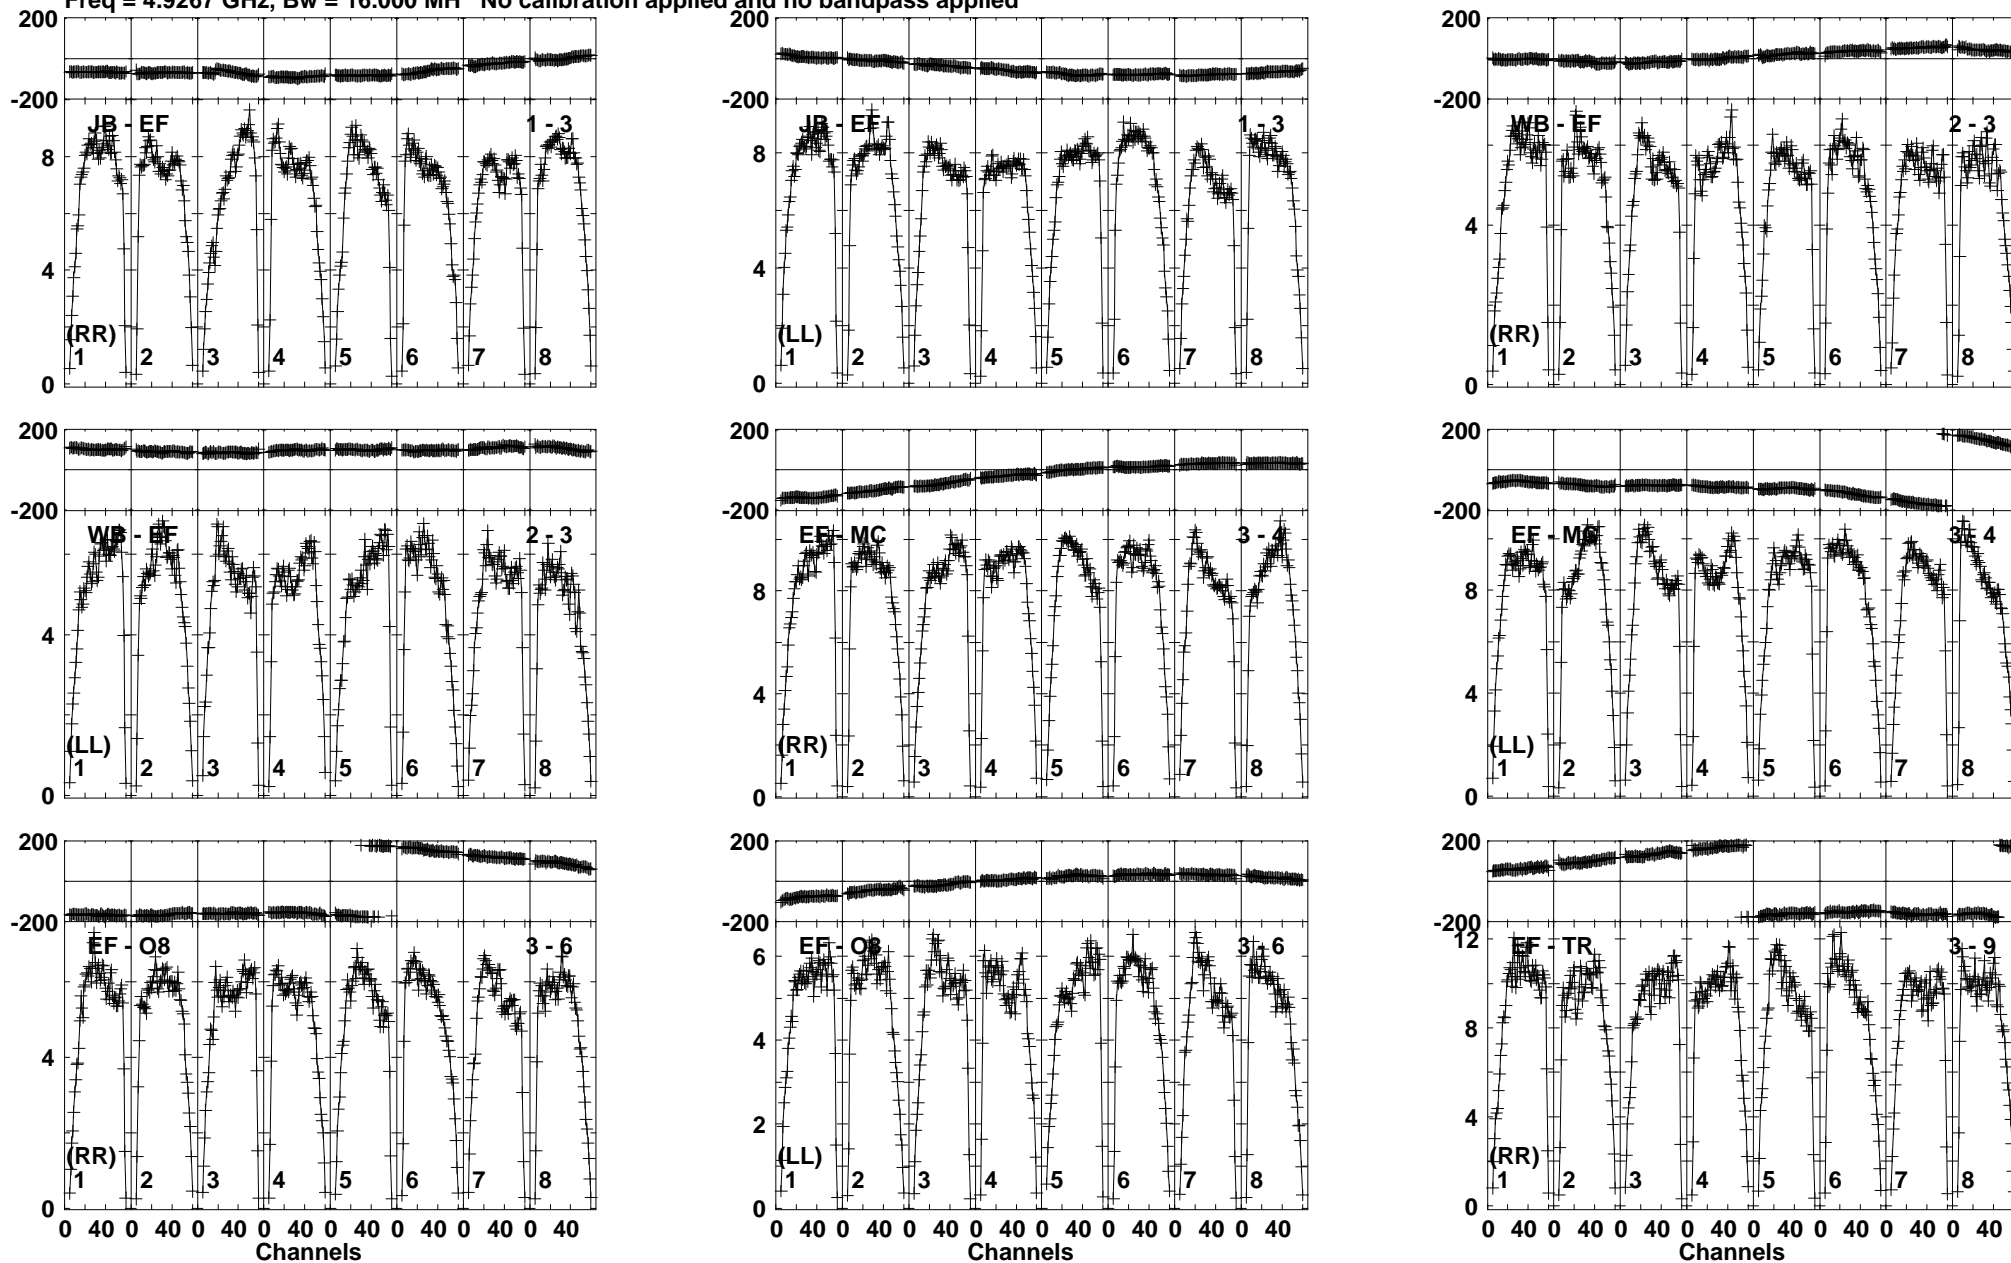 Freq = 4.9267 GHz, Bw = 16.000 MH No calibration applied and no bandpass applied
200 200 200
-200 -200 -200
JB - EF 1 - 3 JB - EF 1 - 3 WB - EF 2 - 3
8 8
4 4 4
(RR) (LL) (RR)
1 2 3 4 5 6 7 8 1 2 3 4 5 6 7 8 1 2 3 4 5 6 7 8
0 0 0
200 200 200
-200 -200 -200
WB - EF 2 - 3 EF - MC 3 - 4 EF - MC 3 - 4
8 8
4 4 4
(LL) (RR) (LL)
1 2 3 4 5 6 7 8 1 2 3 4 5 6 7 8 1 2 3 4 5 6 7 8
0 0 0
200 200 200
-200 -200 -200
EF - O8 3 - 6 EF - O8 3 - 6 12 EF - TR 3 - 9
6 8
4 4 4
2
(RR) (LL) (RR)
1 2 3 4 5 6 7 8 1 2 3 4 5 6 7 8 1 2 3 4 5 6 7 8
0 0 0
0 40 0 40 0 40 0 40 0 40 0 40 0 40 0 40 0 40 0 40 0 40 0 40 0 40 0 40 0 40 0 40 0 40 0 40 0 40 0 40 0 40 0 40 0 40 0 40
Channels Channels Channels